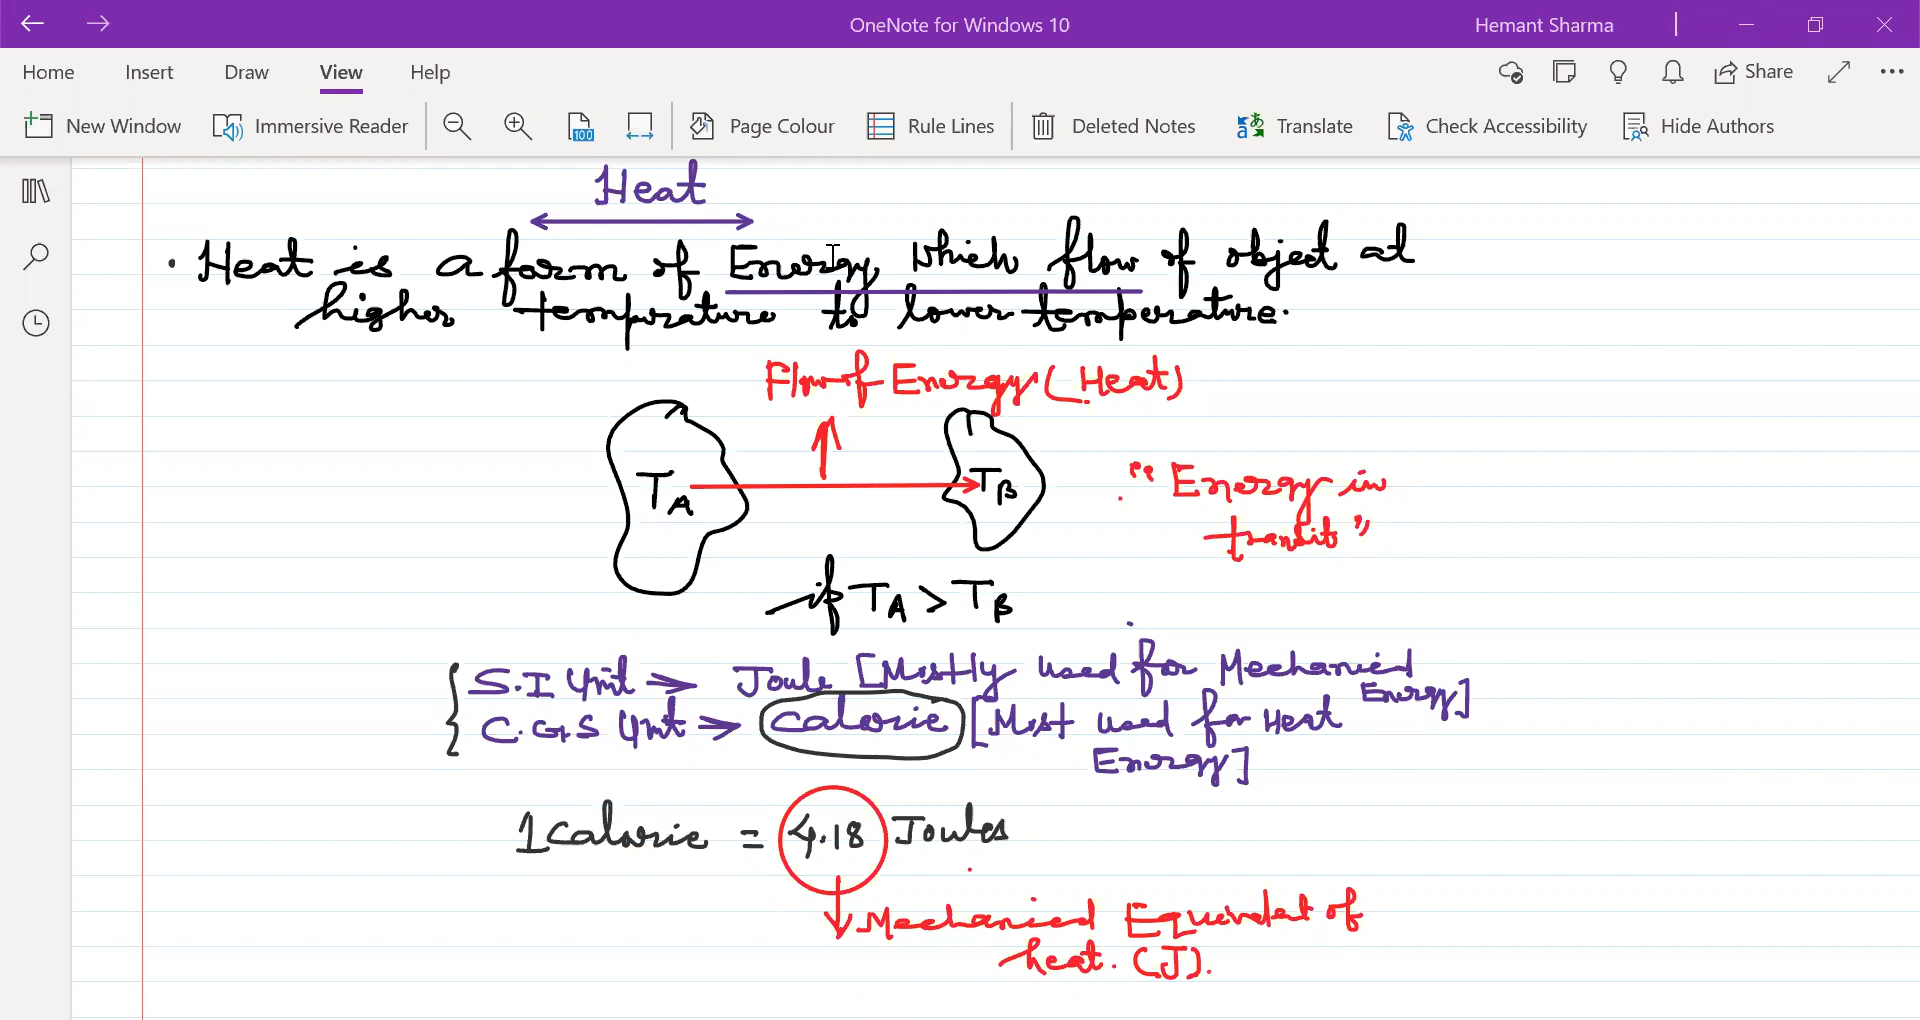 OneNote for Windows 10
Hemant Sharma
Home Insert Draw View Help
Share
New Window Immersive Reader 100 Page Colour Rule Lines Deleted Notes Translate Check Accessibility Hide Authors
Heat
• Heat is a form of Energy which flow of object at
higher temperature to lower temperature.
Flow of Energy (Heat)
TA
TB
"Energy in
transit"
if TA > TB
S.I Unit → Joule [Mostly used for Mechanical
Energy]
C.G.S Unit → calorie [Most used for Heat
Energy]
1 calorie = 4.18 Joules
Mechanical Equivalent of
heat. (J).